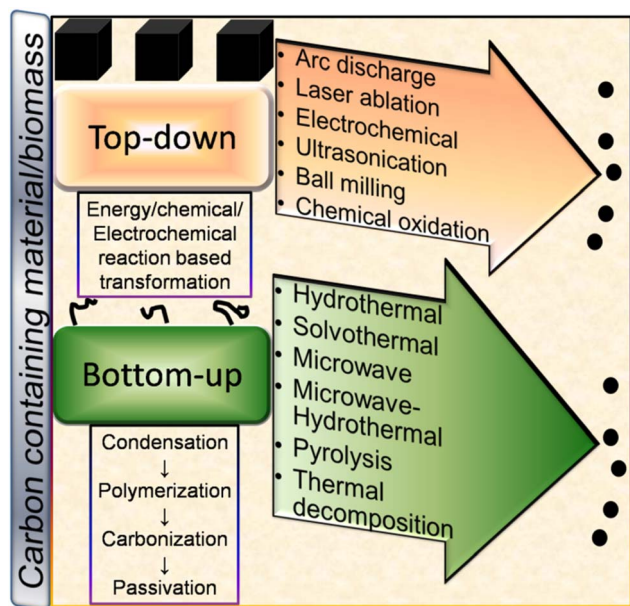 Carbon containing material/biomass
Top-down
Energy/chemical/
Electrochemical
reaction based
transformation
• Arc discharge
• Laser ablation
• Electrochemical
• Ultrasonication
• Ball milling
• Chemical oxidation
Bottom-up
Condensation
↓
Polymerization
↓
Carbonization
↓
Passivation
• Hydrothermal
• Solvothermal
• Microwave
• Microwave-
Hydrothermal
• Pyrolysis
• Thermal
decomposition